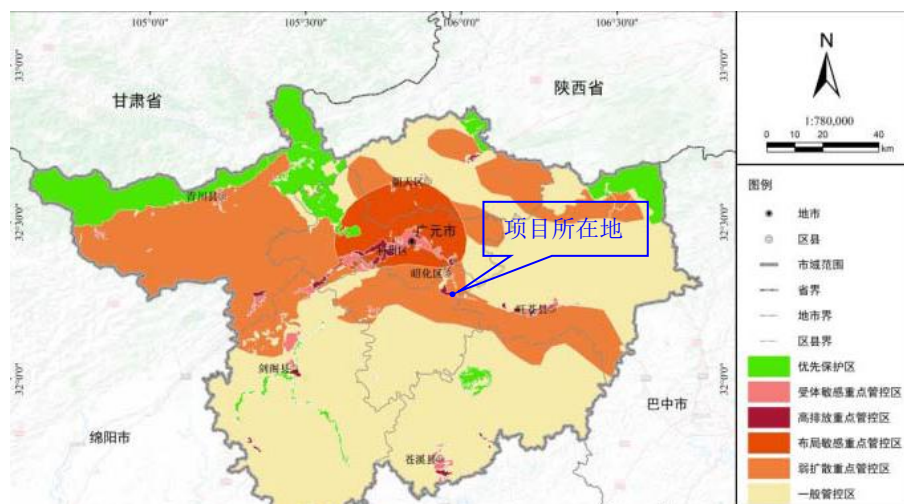 105°0'0"
105°30'0"
106°0'0"
106°30'0"
33°0'0"
33°0'0"
甘肃省
陕西省
N
1:780,000
0 10 20 40
km
图例
地市
区县
市域范围
省界
地市界
区县界
优先保护区
受体敏感重点管控区
高排放重点管控区
布局敏感重点管控区
弱扩散重点管控区
一般管控区
青川县
朝天区
32°30'0"
32°30'0"
广元市
项目所在地
利州区
昭化区
旺苍县
剑阁县
32°0'0"
32°0'0"
巴中市
绵阳市
苍溪县